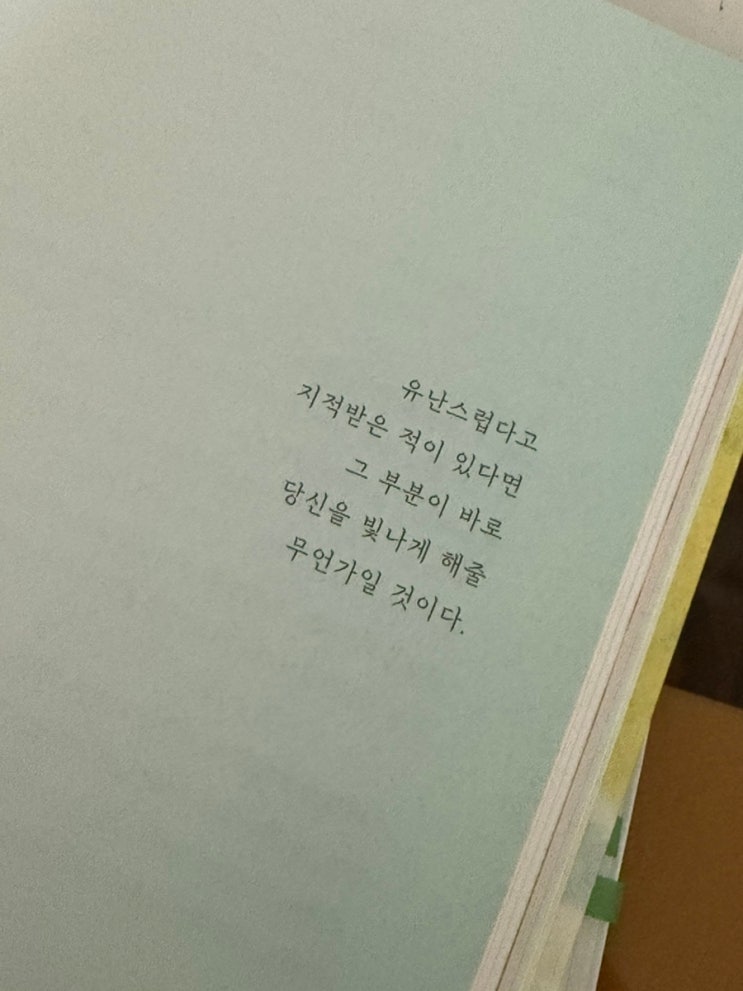 유난스럽다고
지적받은 적이 있다면
그 부분이 바로
당신을 빛나게 해줄
무언가일 것이다.